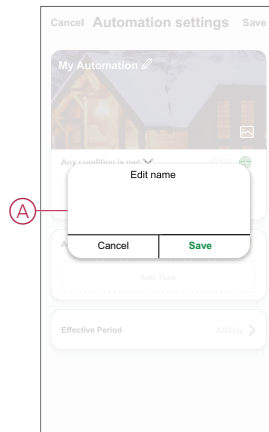 Cancel Automation settings Save
My Automation
Any condition is met
Edit name
A
Cancel Save
Add Task
Effective Period All-Day